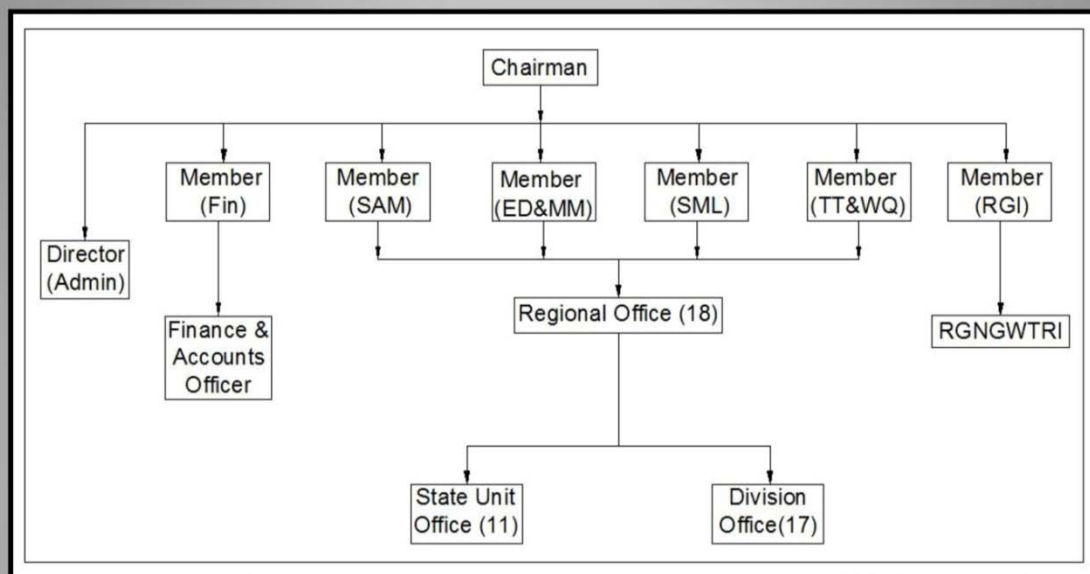 Chairman
Member
(Fin)
Member
(SAM)
Member
(ED&MM)
Member
(SML)
Member
(TT&WQ)
Member
(RGI)
Director
(Admin)
Finance &
Accounts
Officer
Regional Office (18)
RGNGWTRI
State Unit
Office (11)
Division
Office(17)